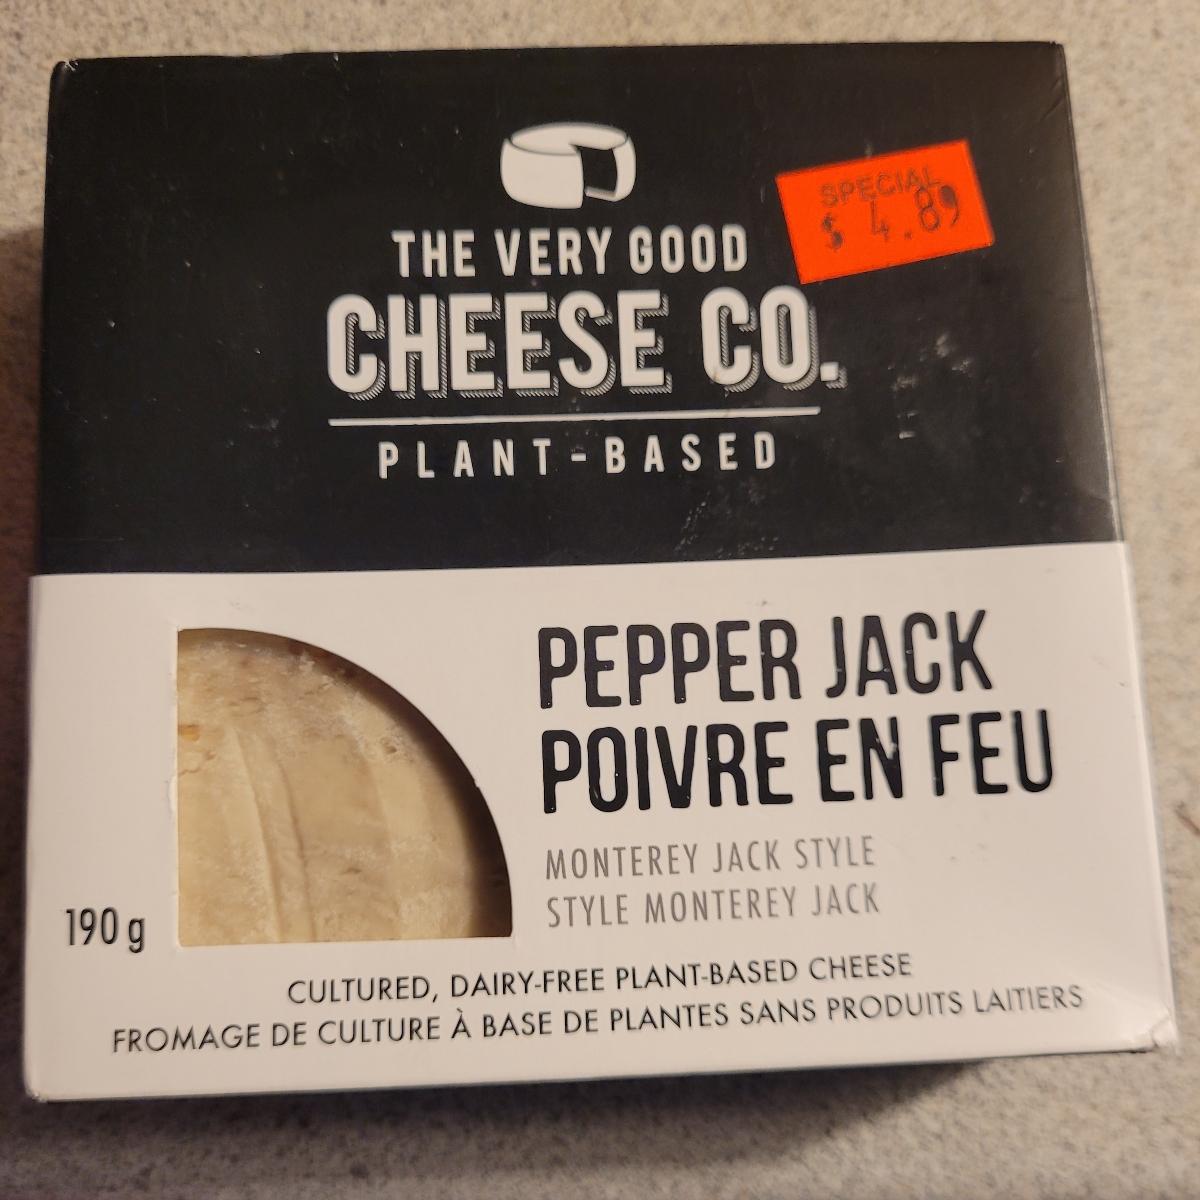 SPECIAL
$ 4.89
THE VERY GOOD
CHEESE CO.
PLANT-BASED
PEPPER JACK
POIVRE EN FEU
MONTEREY JACK STYLE
STYLE MONTEREY JACK
190 g
CULTURED, DAIRY-FREE PLANT-BASED CHEESE
FROMAGE DE CULTURE À BASE DE PLANTES SANS PRODUITS LAITIERS